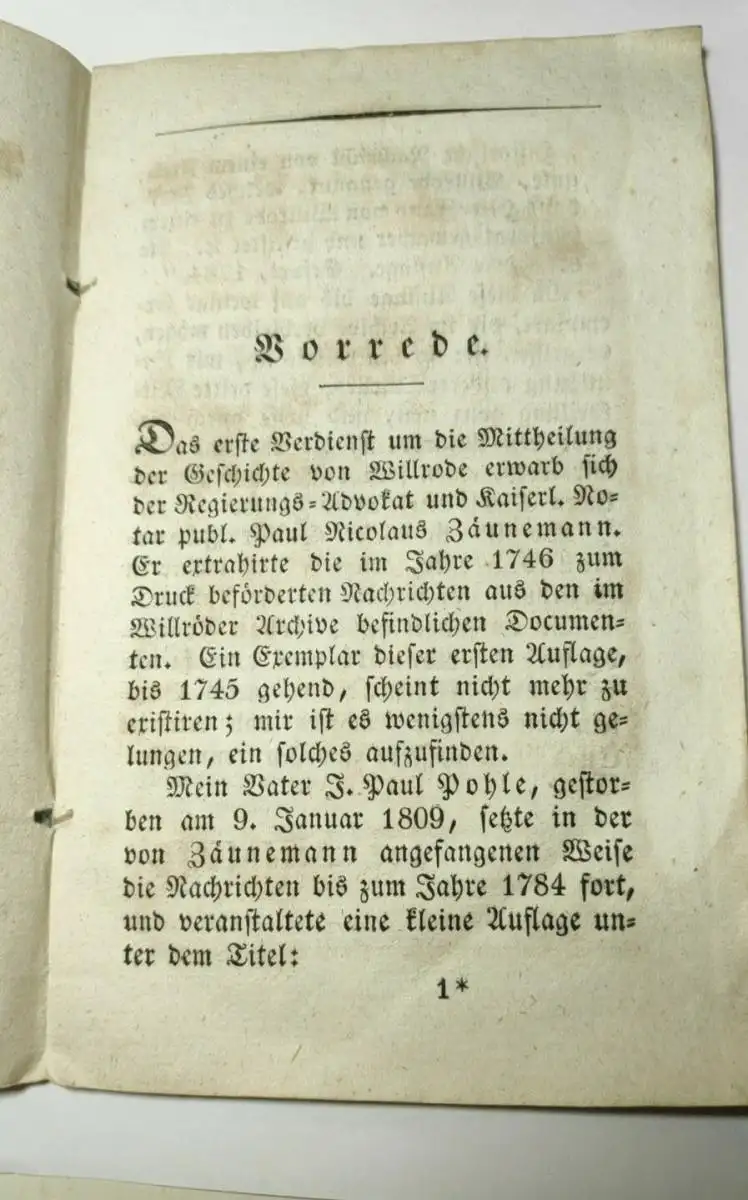 Vorrede.
Das erste Verdienst um die Mittheilung
der Geschichte von Willrode erwarb sich
der Regierungs-Advokat und Kaiserl. No-
tar publ. Paul Nicolaus Zäunemann.
Er extrahirte die im Jahre 1746 zum
Druck beförderten Nachrichten aus den im
Willröder Archive befindlichen Documen-
ten. Ein Exemplar dieser ersten Auflage,
bis 1745 gehend, scheint nicht mehr zu
existiren; mir ist es wenigstens nicht ge-
lungen, ein solches aufzufinden.
Mein Vater J. Paul Pohle, gestor-
ben am 9. Januar 1809, setzte in der
von Zäunemann angefangenen Weise
die Nachrichten bis zum Jahre 1784 fort,
und veranstaltete eine kleine Auflage un-
ter dem Titel:
1*